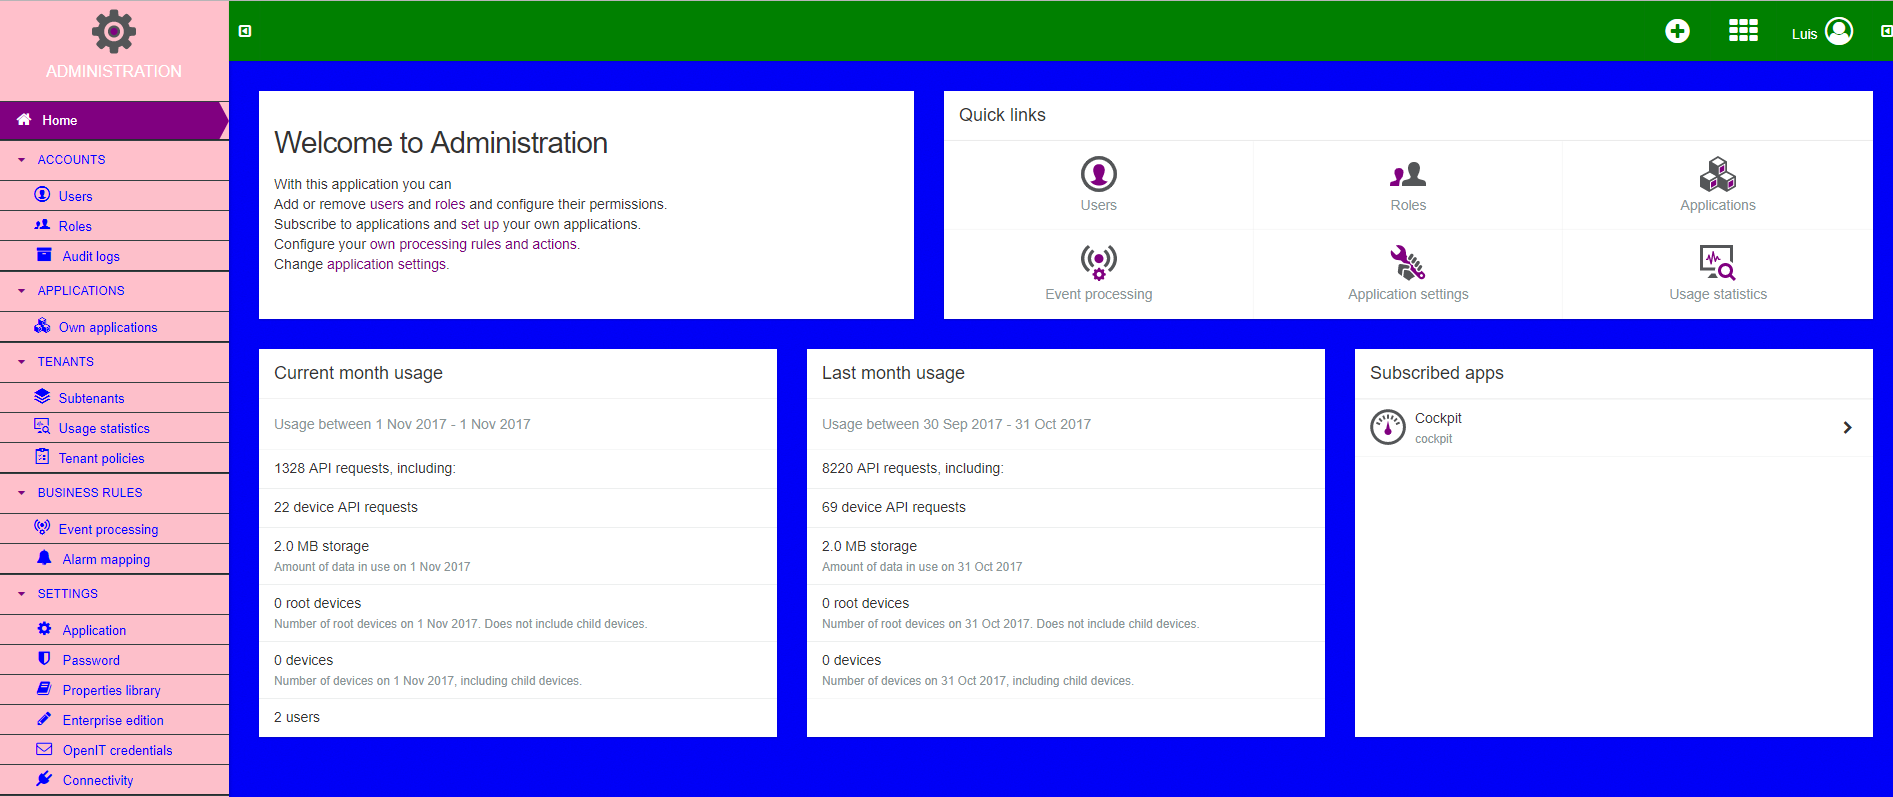 ADMINISTRATION
Home
ACCOUNTS
Users
Roles
Audit logs
APPLICATIONS
Own applications
TENANTS
Subtenants
Usage statistics
Tenant policies
BUSINESS RULES
Event processing
Alarm mapping
SETTINGS
Application
Password
Properties library
Enterprise edition
OpenIT credentials
Connectivity
Luis
Welcome to Administration
With this application you can
Add or remove users and roles and configure their permissions.
Subscribe to applications and set up your own applications.
Configure your own processing rules and actions.
Change application settings.
Quick links
Users
Roles
Applications
Event processing
Application settings
Usage statistics
Current month usage
Usage between 1 Nov 2017 - 1 Nov 2017
1328 API requests, including:
22 device API requests
2.0 MB storage
Amount of data in use on 1 Nov 2017
0 root devices
Number of root devices on 1 Nov 2017. Does not include child devices.
0 devices
Number of devices on 1 Nov 2017, including child devices.
2 users
Last month usage
Usage between 30 Sep 2017 - 31 Oct 2017
8220 API requests, including:
69 device API requests
2.0 MB storage
Amount of data in use on 31 Oct 2017
0 root devices
Number of root devices on 31 Oct 2017. Does not include child devices.
0 devices
Number of devices on 31 Oct 2017, including child devices.
Subscribed apps
Cockpit
cockpit